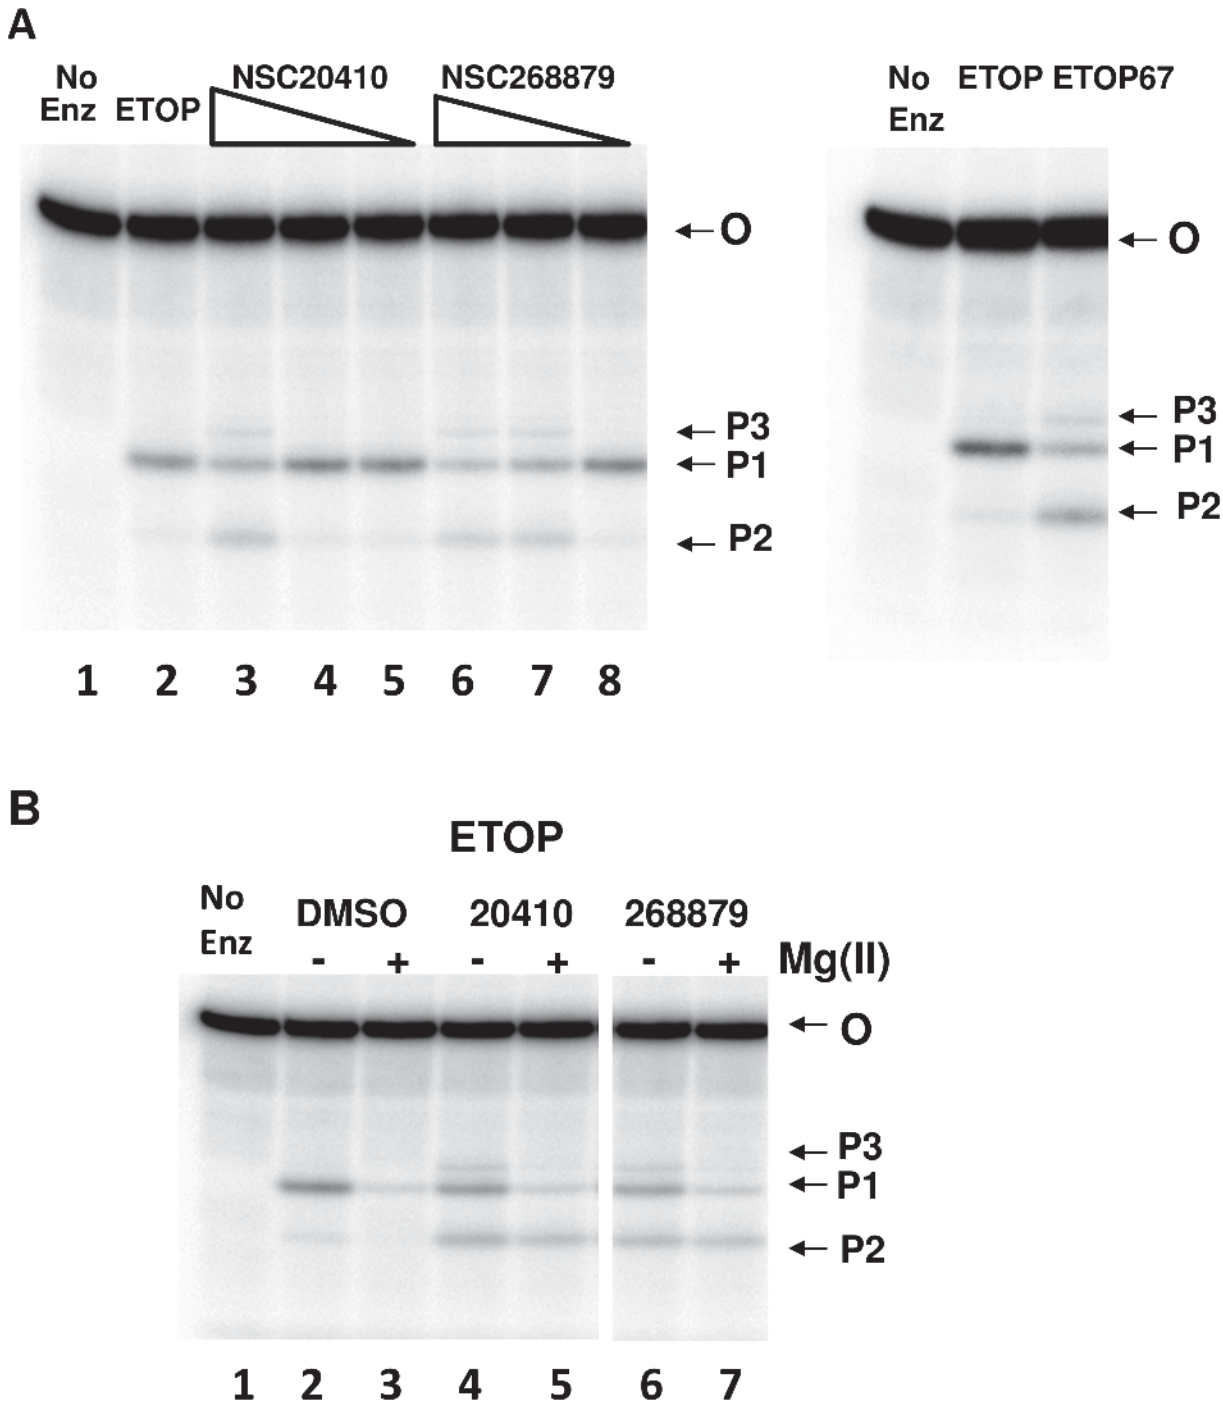 A
No Enz ETOP NSC20410 NSC268879
← O
← P3
← P1
← P2
1 2 3 4 5 6 7 8
No Enz ETOP ETOP67
← O
← P3
← P1
← P2
B
ETOP
No Enz DMSO 20410 268879
- + - + - + Mg(II)
← O
← P3
← P1
← P2
1 2 3 4 5 6 7